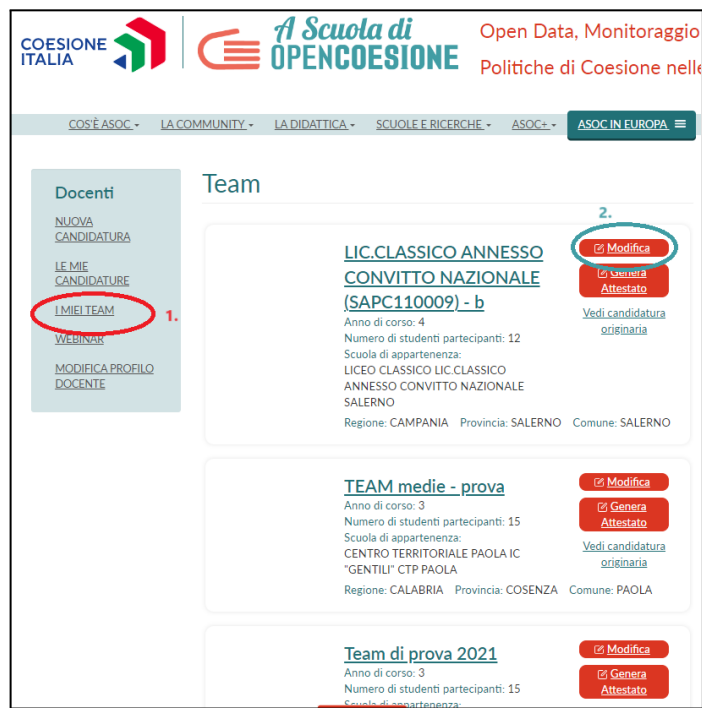 COESIONE
ITALIA
A Scuola di
OPENCOESIONE
Open Data, Monitoraggio
Politiche di Coesione nelle
COS'È ASOC
LA COMMUNITY
LA DIDATTICA
SCUOLE E RICERCHE
ASOC+
ASOC IN EUROPA
Docenti
NUOVA
CANDIDATURA
LE MIE
CANDIDATURE
I MIEI TEAM
1.
WEBINAR
MODIFICA PROFILO
DOCENTE
Team
2.
LIC.CLASSICO ANNESSO
CONVITTO NAZIONALE
(SAPC110009) - b
Anno di corso: 4
Numero di studenti partecipanti: 12
Scuola di appartenenza:
LICEO CLASSICO LIC.CLASSICO
ANNESSO CONVITTO NAZIONALE
SALERNO
Regione: CAMPANIA Provincia: SALERNO Comune: SALERNO
Modifica
Genera
Attestato
Vedi candidatura
originaria
TEAM medie - prova
Anno di corso: 3
Numero di studenti partecipanti: 15
Scuola di appartenenza:
CENTRO TERRITORIALE PAOLA IC
"GENTILI" CTP PAOLA
Regione: CALABRIA Provincia: COSENZA Comune: PAOLA
Modifica
Genera
Attestato
Vedi candidatura
originaria
Team di prova 2021
Anno di corso: 3
Numero di studenti partecipanti: 15
Scuola di appartenenza:
Modifica
Genera
Attestato